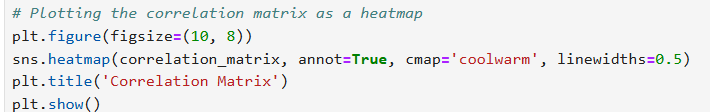 # Plotting the correlation matrix as a heatmap
plt.figure(figsize=(10, 8))
sns.heatmap(correlation_matrix, annot=True, cmap='coolwarm', linewidths=0.5)
plt.title('Correlation Matrix')
plt.show()